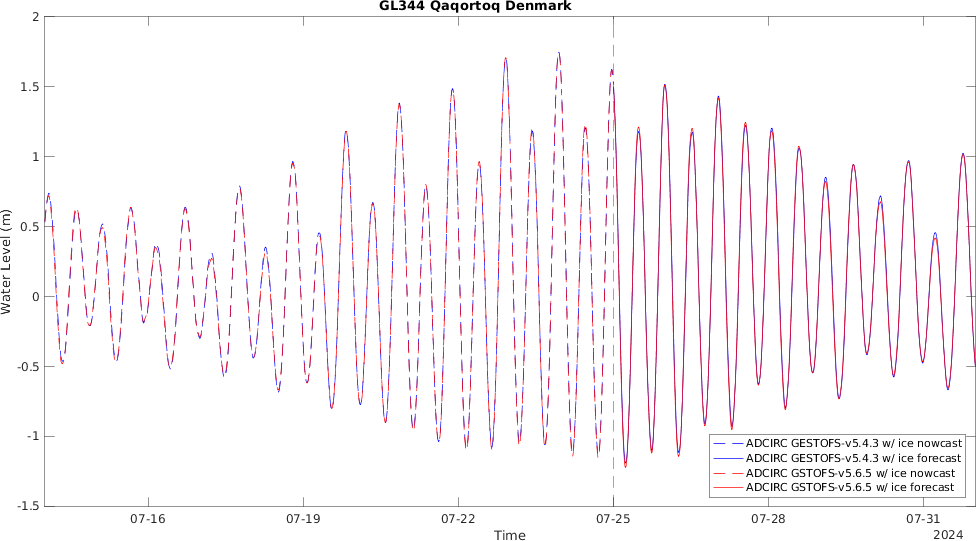 GL344 Qaqortoq Denmark
2
1.5
1
0.5
0
-0.5
-1
-1.5
Water Level (m)
ADCIRC GESTOFS-v5.4.3 w/ ice nowcast
ADCIRC GSTOFS-v5.4.3 w/ ice forecast
ADCIRC GSTOFS-v5.6.5 w/ ice nowcast
ADCIRC GSTOFS-v5.6.5 w/ ice forecast
07-16 07-19 07-22 07-25 07-28 07-31
Time 2024